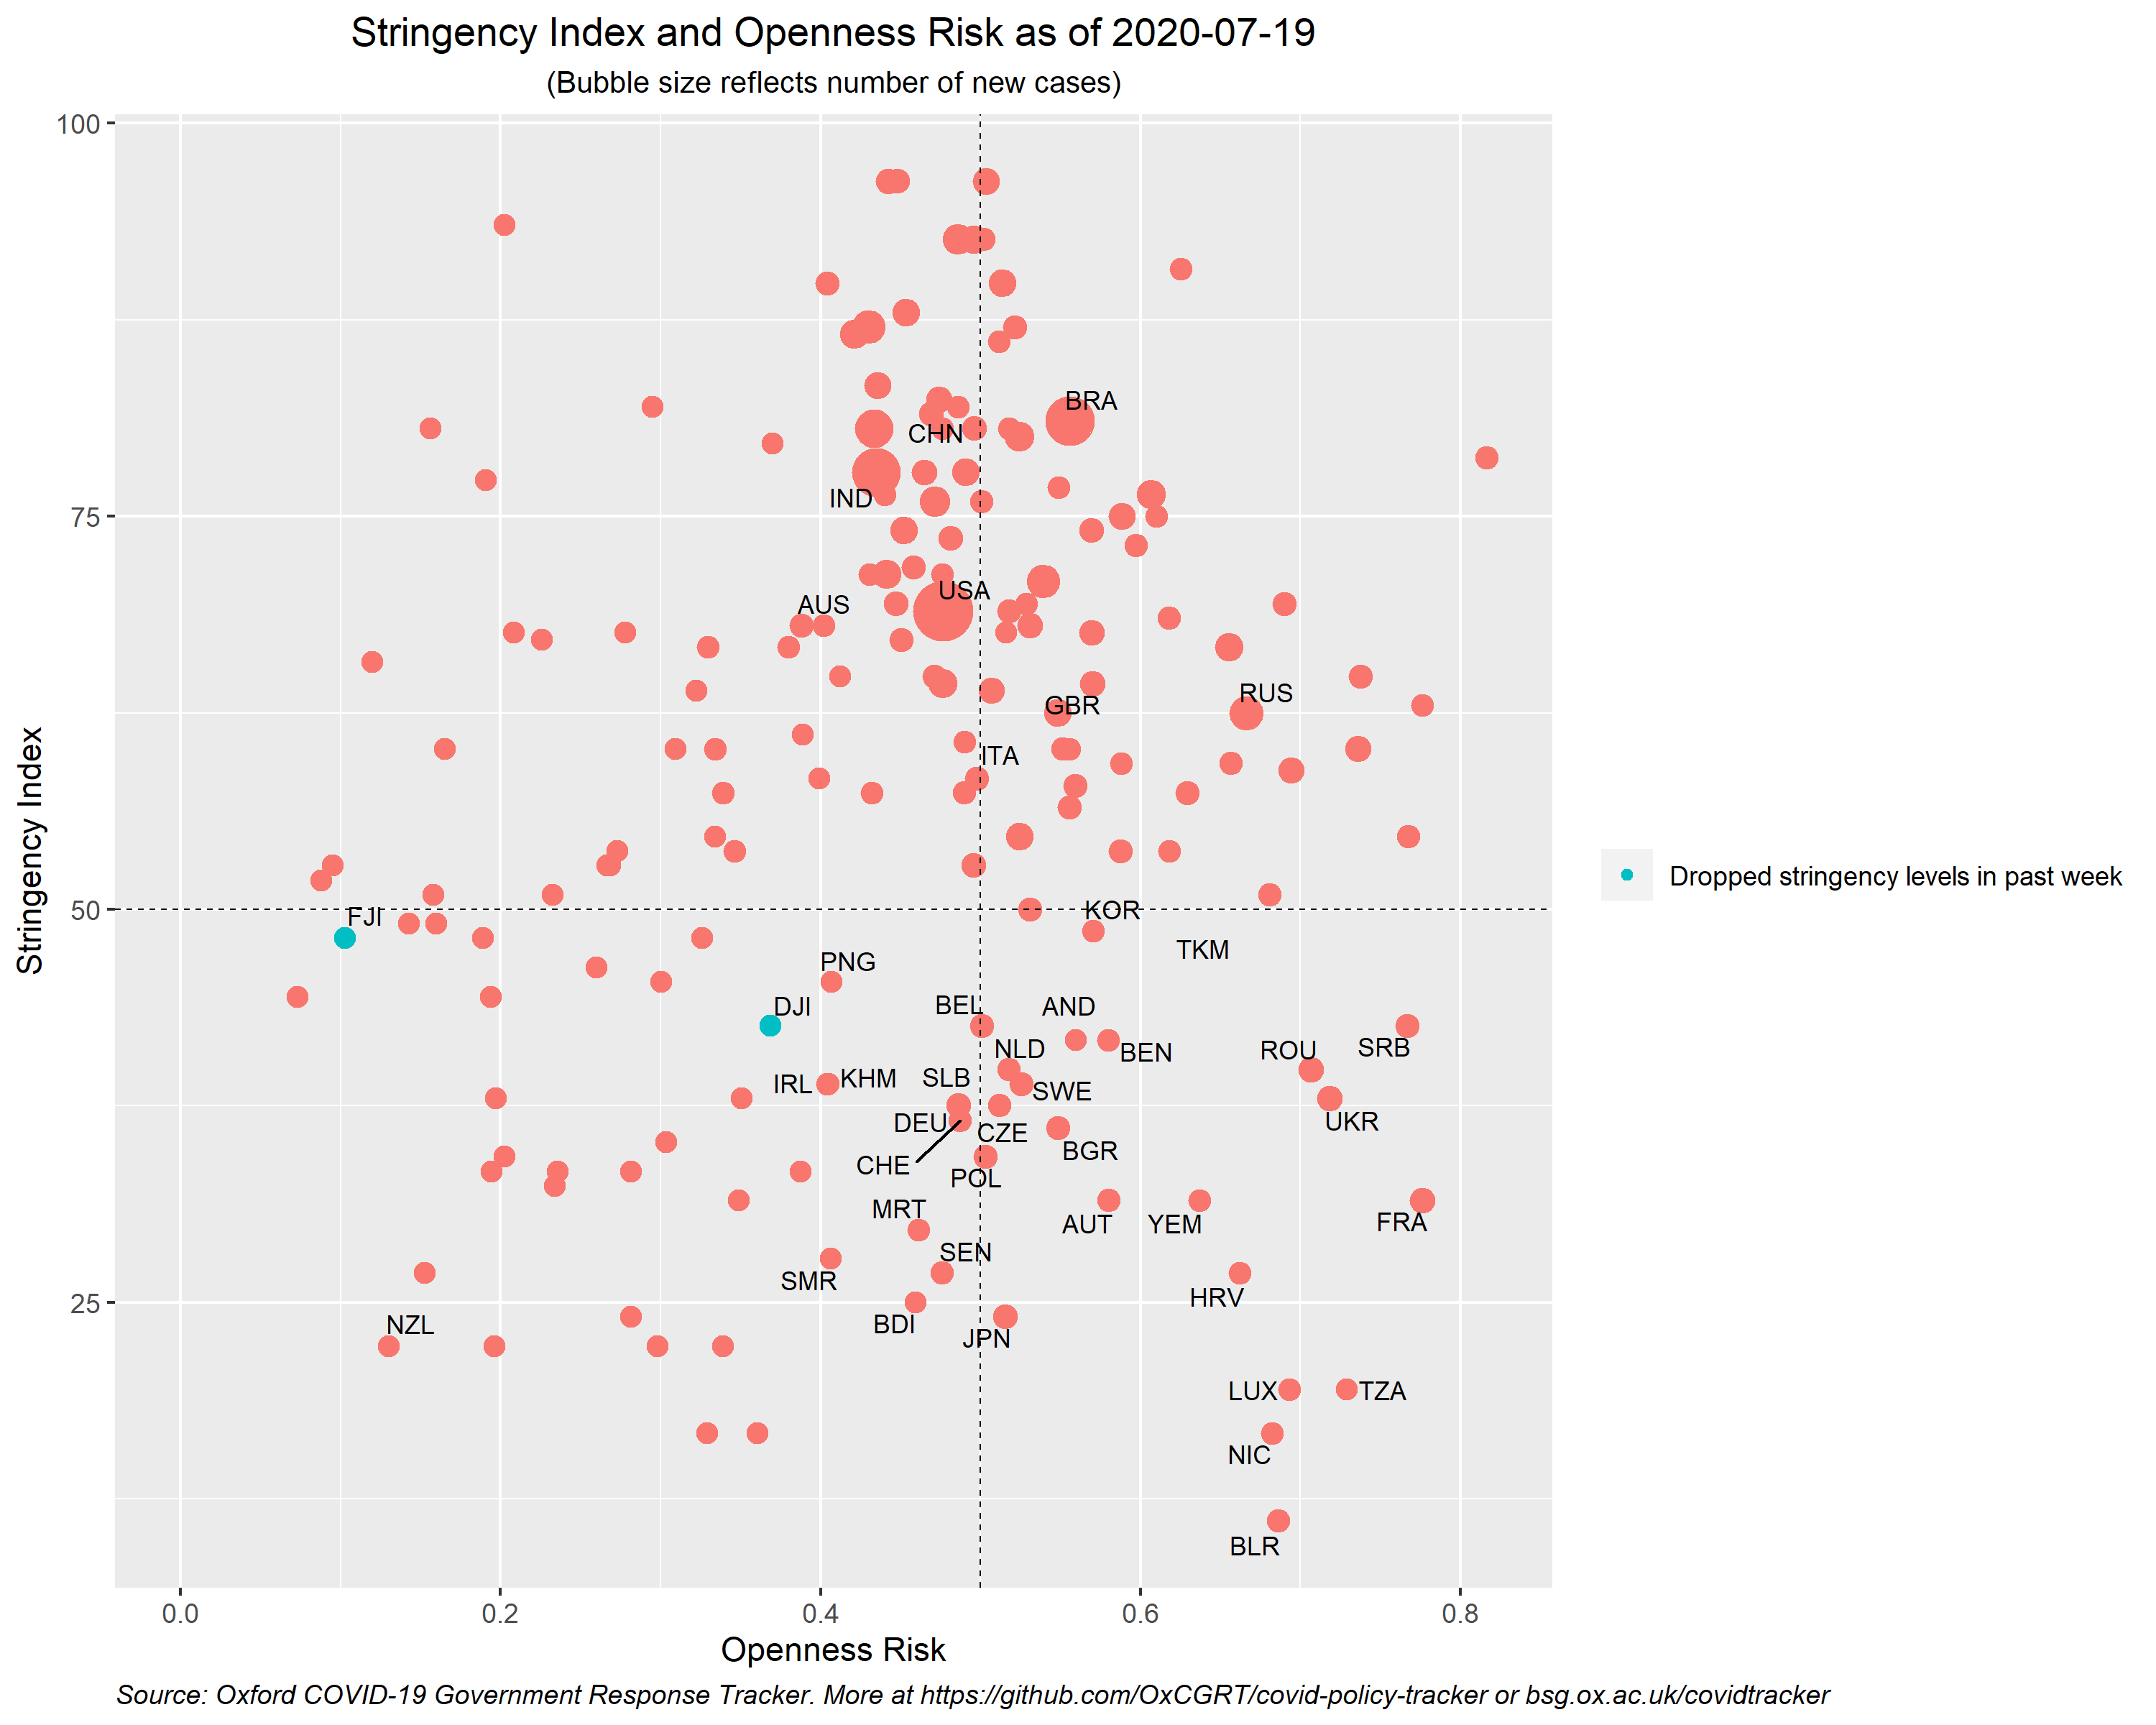 Stringency Index and Openness Risk as of 2020-07-19
(Bubble size reflects number of new cases)
Stringency Index
100
75
50
25
BRA
CHN
IND
USA
AUS
RUS
GBR
ITA
KOR
FJI
TKM
PNG
DJI
BEL
AND
NLD
BEN
ROU
SRB
IRL
KHM
SLB
SWE
DEU
CZE
UKR
BGR
CHE
POL
MRT
AUT
YEM
FRA
SEN
SMR
HRV
BDI
NZL
JPN
LUX
TZA
NIC
BLR
0.0
0.2
0.4
0.6
0.8
Openness Risk
Dropped stringency levels in past week
Source: Oxford COVID-19 Government Response Tracker. More at https://github.com/OxCGRT/covid-policy-tracker or bsg.ox.ac.uk/covidtracker